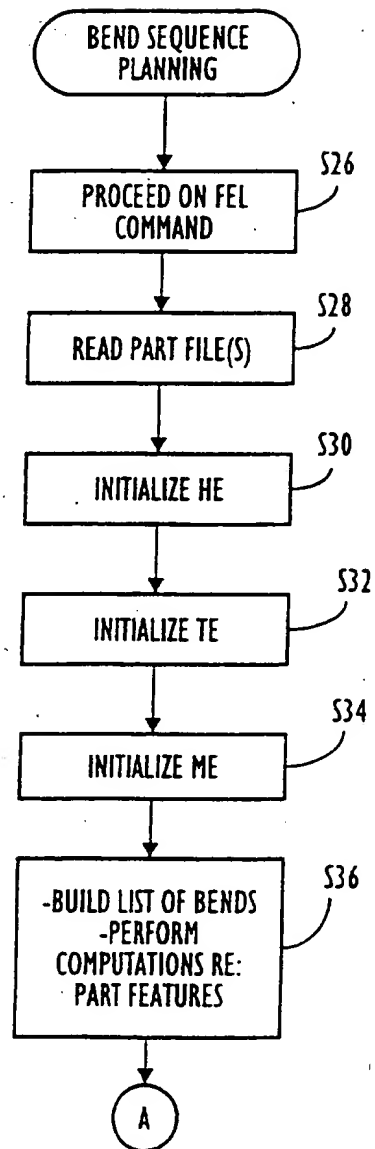 BEND SEQUENCE
PLANNING
S26
PROCEED ON FEL
COMMAND
S28
READ PART FILE(S)
S30
INITIALIZE HE
S32
INITIALIZE TE
S34
INITIALIZE ME
S36
-BUILD LIST OF BENDS
-PERFORM
COMPUTATIONS RE:
PART FEATURES
A